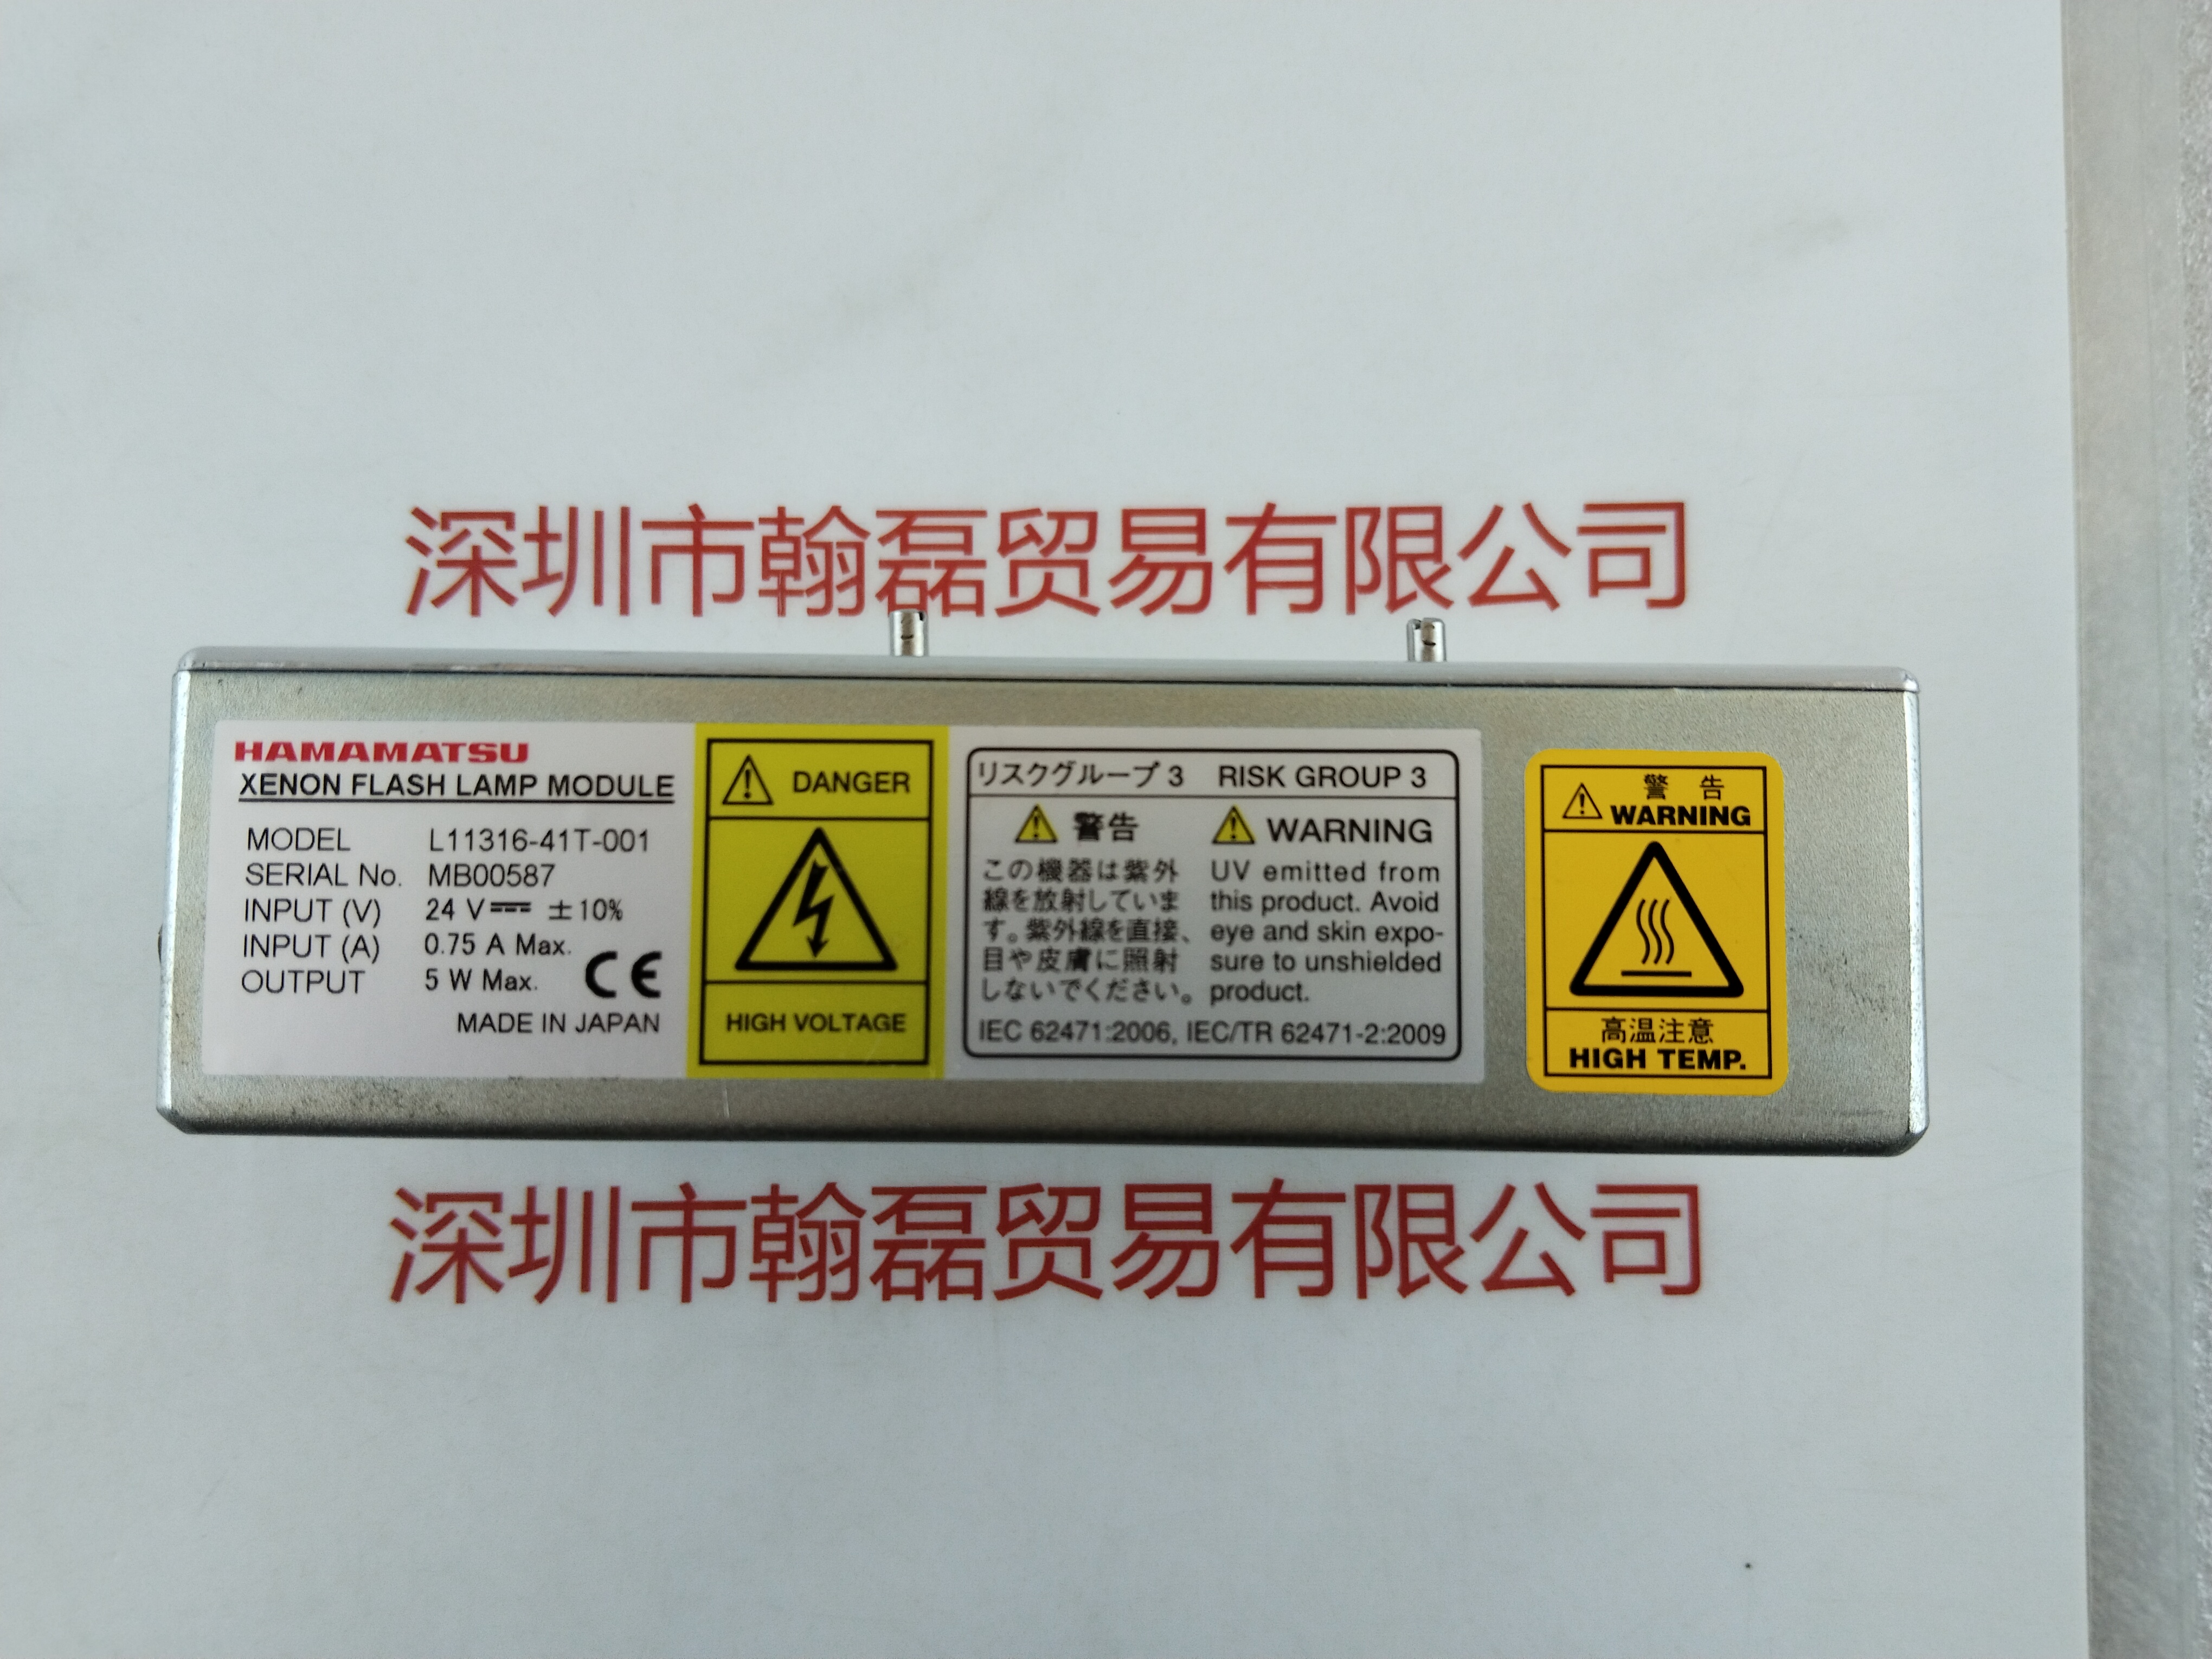 深圳市翰磊贸易有限公司
HAMAMATSU
XENON FLASH LAMP MODULE
MODEL L11316-41T-001
SERIAL No. MB00587
INPUT (V) 24 V ⎓ ±10%
INPUT (A) 0.75 A Max.
OUTPUT 5 W Max. CE
MADE IN JAPAN
DANGER
HIGH VOLTAGE
リスクグループ 3 RISK GROUP 3
警告
この機器は紫外
線を放射していま
す。紫外線を直接、
目や皮膚に照射
しないでください。
WARNING
UV emitted from
this product. Avoid
eye and skin expo-
sure to unshielded
product.
IEC 62471:2006, IEC/TR 62471-2:2009
警告
WARNING
高温注意
HIGH TEMP.
深圳市翰磊贸易有限公司